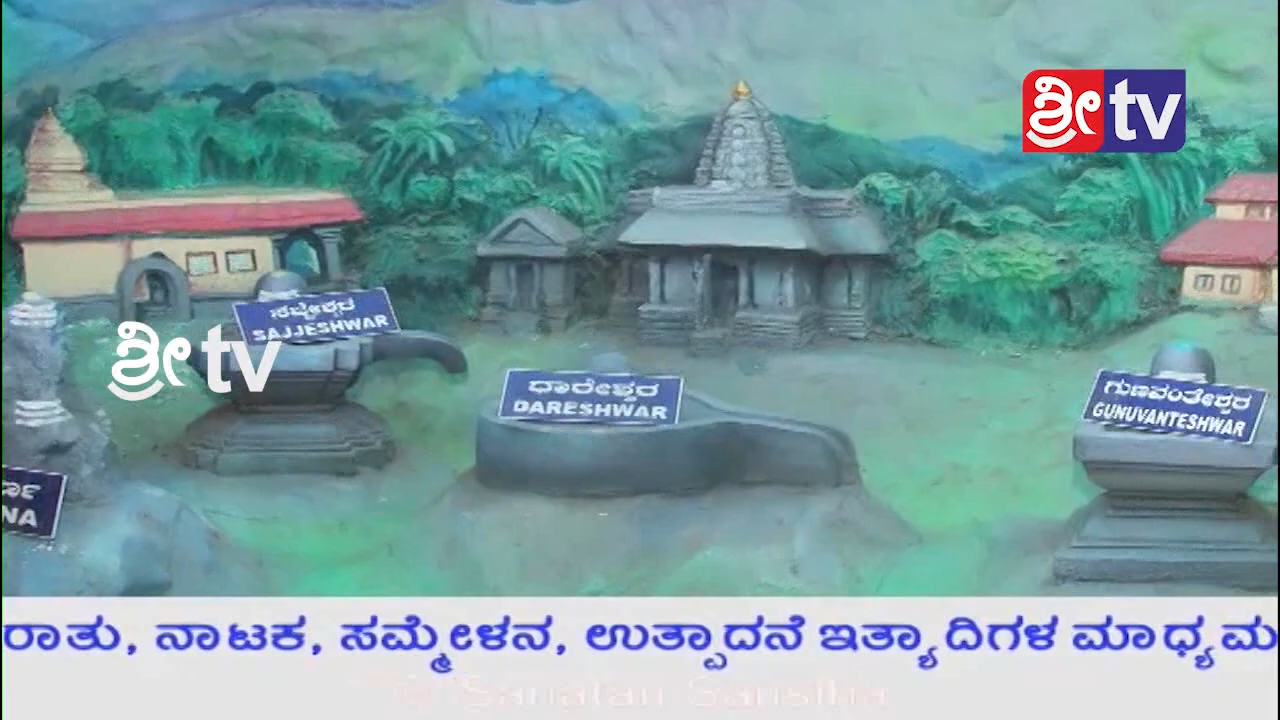 ಶ್ರೀ tv
ಸಜ್ಜೇಶ್ವರ
SAJJESHWAR
ಶ್ರೀ tv
ಧಾರೇಶ್ವರ
DARESHWAR
ಗುಣವಂತೇಶ್ವರ
GUNUVANTESHWAR
ರ್ಣ
NA
ರಾತು, ನಾಟಕ, ಸಮ್ಮೇಳನ, ಉತ್ಪಾದನೆ ಇತ್ಯಾದಿಗಳ ಮಾಧ್ಯಮ
© Sanatan Sanstha